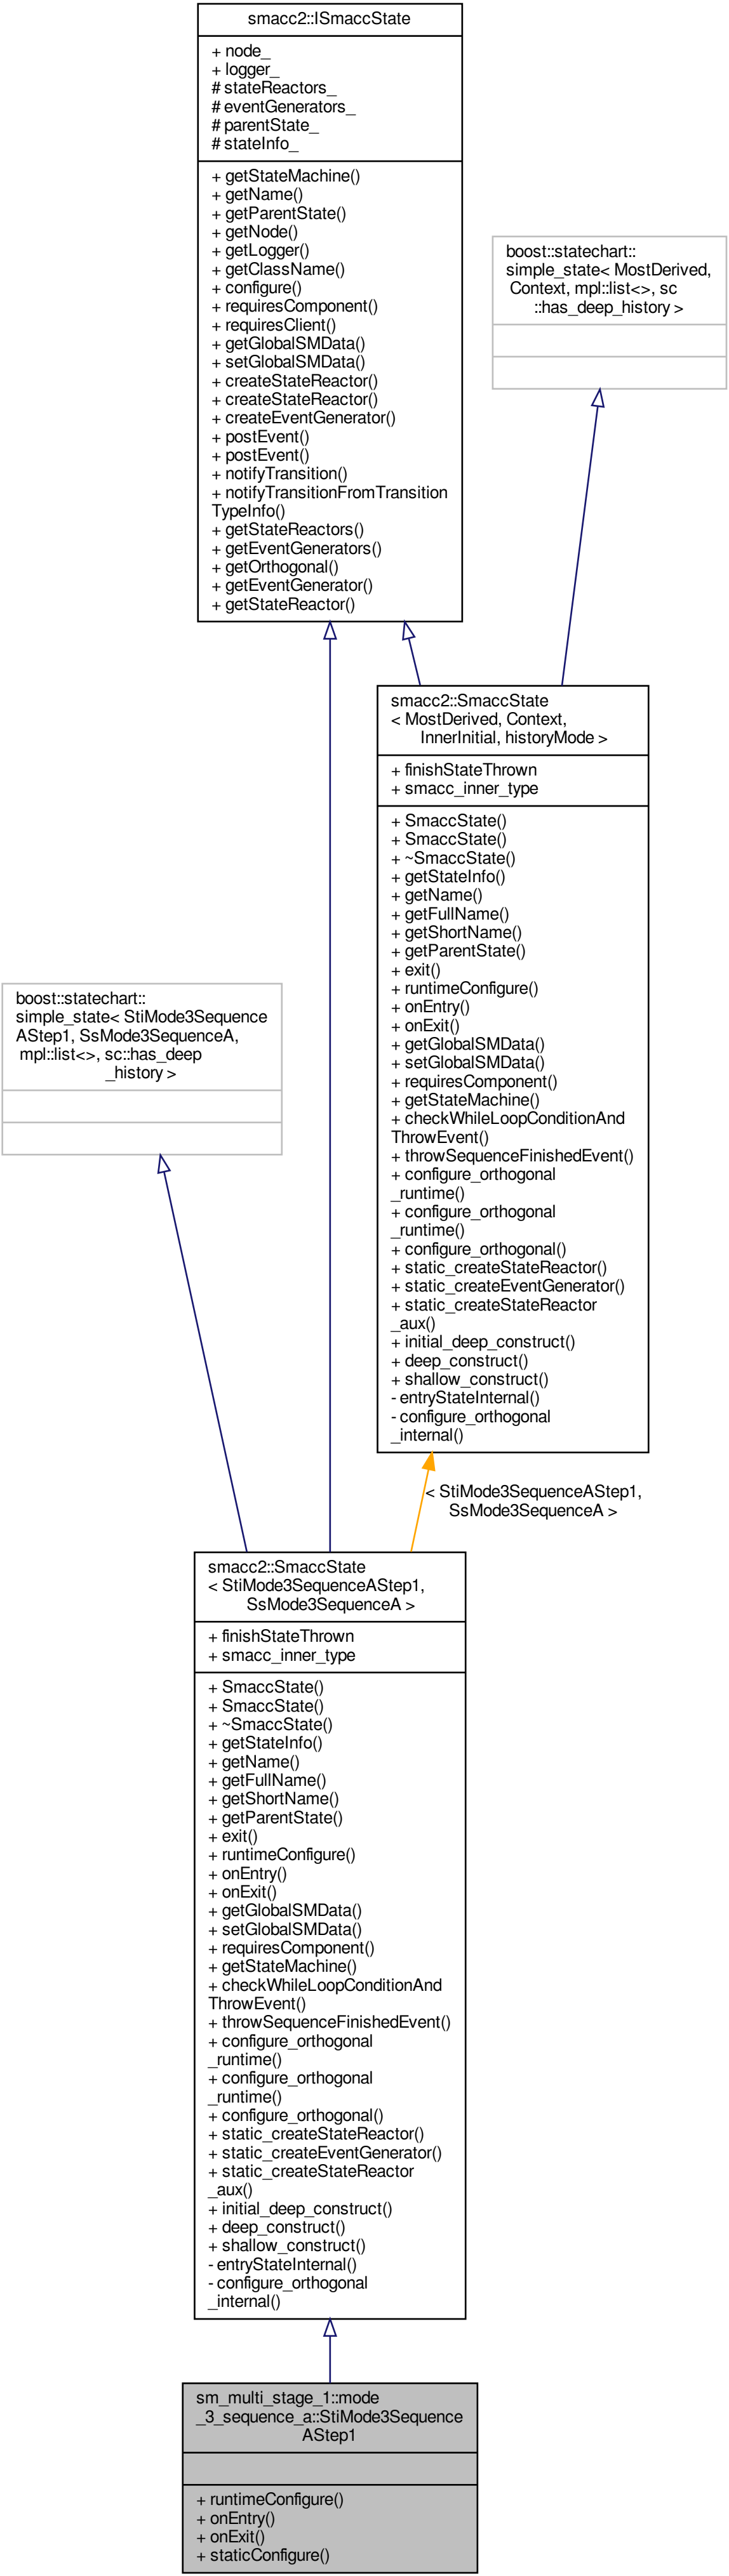 smacc2::ISmaccState
+ node_
+ logger_
# stateReactors_
# eventGenerators_
# parentState_
# stateInfo_
+ getStateMachine()
+ getName()
+ getParentState()
+ getNode()
+ getLogger()
+ getClassName()
+ configure()
+ requiresComponent()
+ requiresClient()
+ getGlobalSMData()
+ setGlobalSMData()
+ createStateReactor()
+ createStateReactor()
+ createEventGenerator()
+ postEvent()
+ postEvent()
+ notifyTransition()
+ notifyTransitionFromTransition
TypeInfo()
+ getStateReactors()
+ getEventGenerators()
+ getOrthogonal()
+ getEventGenerator()
+ getStateReactor()
boost::statechart::
simple_state< MostDerived,
Context, mpl::list<>, sc
::has_deep_history >
smacc2::SmaccState
< MostDerived, Context,
InnerInitial, historyMode >
+ finishStateThrown
+ smacc_inner_type
+ SmaccState()
+ SmaccState()
+ ~SmaccState()
+ getStateInfo()
+ getName()
+ getFullName()
+ getShortName()
+ getParentState()
+ exit()
+ runtimeConfigure()
+ onEntry()
+ onExit()
+ getGlobalSMData()
+ setGlobalSMData()
+ requiresComponent()
+ getStateMachine()
+ checkWhileLoopConditionAnd
ThrowEvent()
+ throwSequenceFinishedEvent()
+ configure_orthogonal
_runtime()
+ configure_orthogonal
_runtime()
+ configure_orthogonal()
+ static_createStateReactor()
+ static_createEventGenerator()
+ static_createStateReactor
_aux()
+ initial_deep_construct()
+ deep_construct()
+ shallow_construct()
- entryStateInternal()
- configure_orthogonal
_internal()
boost::statechart::
simple_state< StiMode3Sequence
AStep1, SsMode3SequenceA,
mpl::list<>, sc::has_deep
_history >
< StiMode3SequenceAStep1,
SsMode3SequenceA >
smacc2::SmaccState
< StiMode3SequenceAStep1,
SsMode3SequenceA >
+ finishStateThrown
+ smacc_inner_type
+ SmaccState()
+ SmaccState()
+ ~SmaccState()
+ getStateInfo()
+ getName()
+ getFullName()
+ getShortName()
+ getParentState()
+ exit()
+ runtimeConfigure()
+ onEntry()
+ onExit()
+ getGlobalSMData()
+ setGlobalSMData()
+ requiresComponent()
+ getStateMachine()
+ checkWhileLoopConditionAnd
ThrowEvent()
+ throwSequenceFinishedEvent()
+ configure_orthogonal
_runtime()
+ configure_orthogonal
_runtime()
+ configure_orthogonal()
+ static_createStateReactor()
+ static_createEventGenerator()
+ static_createStateReactor
_aux()
+ initial_deep_construct()
+ deep_construct()
+ shallow_construct()
- entryStateInternal()
- configure_orthogonal
_internal()
sm_multi_stage_1::mode
_3_sequence_a::StiMode3Sequence
AStep1
+ runtimeConfigure()
+ onEntry()
+ onExit()
+ staticConfigure()